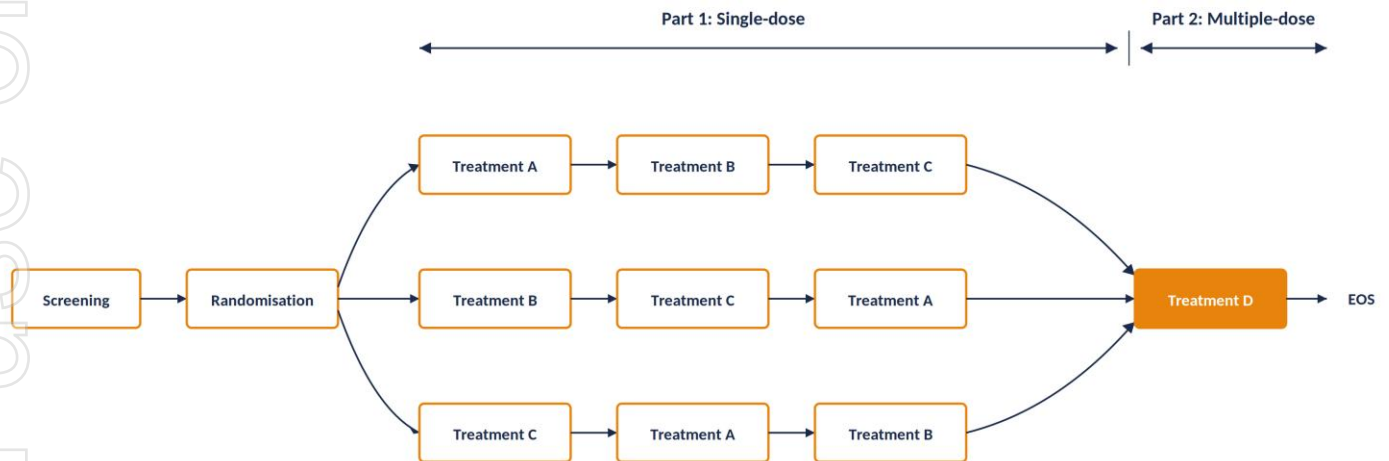 Part 1: Single-dose
Part 2: Multiple-dose
Treatment A
Treatment B
Treatment C
Screening
Randomisation
Treatment B
Treatment C
Treatment A
Treatment D
EOS
Treatment C
Treatment A
Treatment B